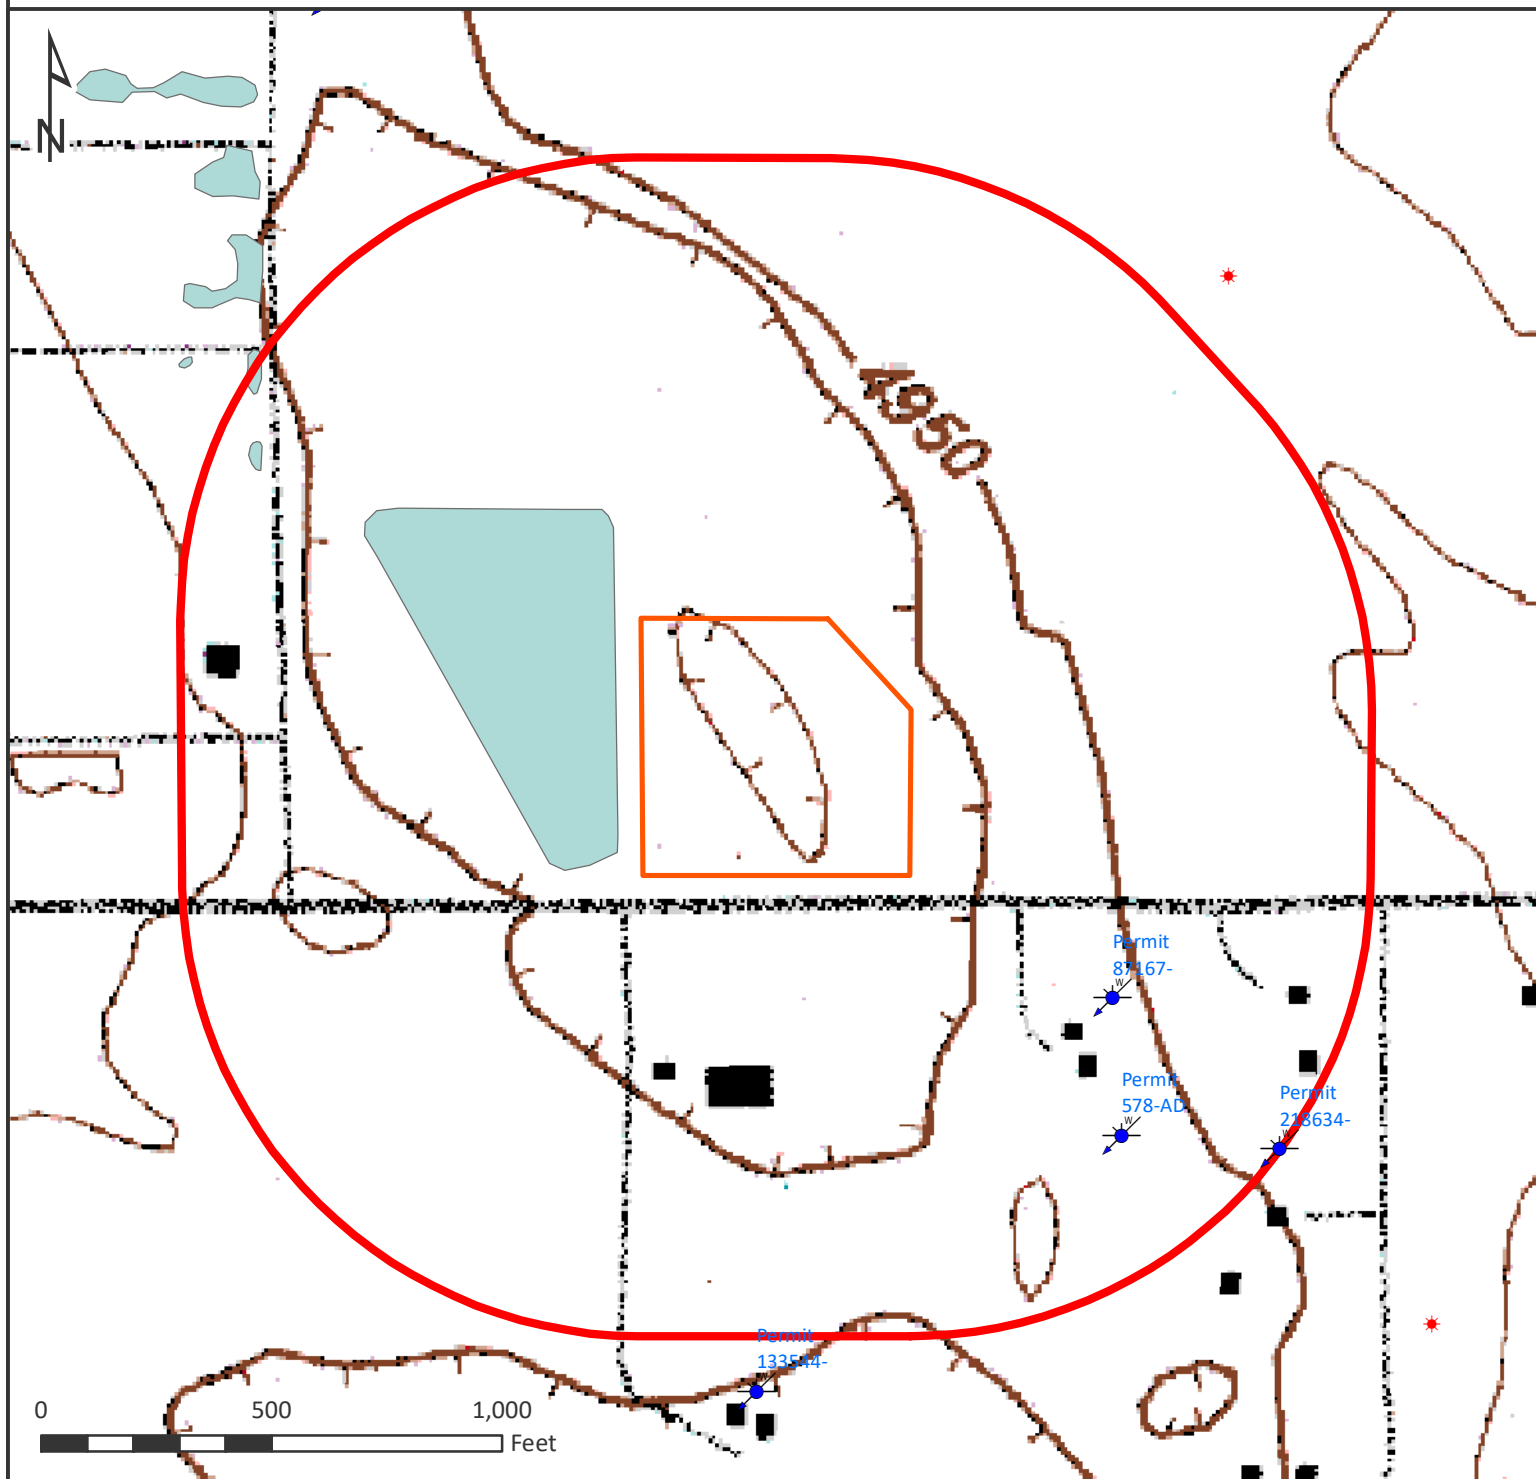 N
4950
Permit
87167-
W
Permit
578-AD
W
Permit
218634-
W
Permit
133544-
W
0 500 1,000
Feet